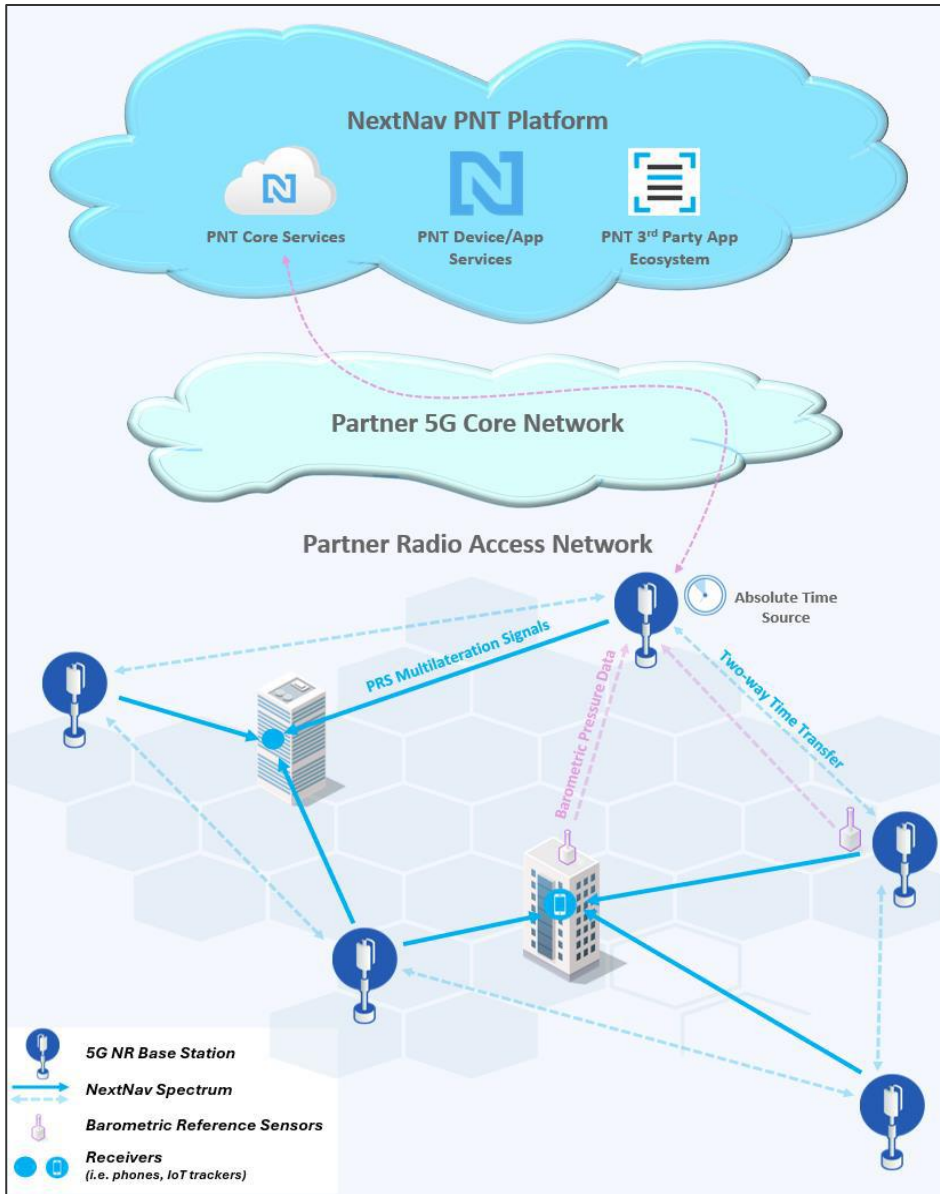 NextNav PNT Platform
PNT Core Services
PNT Device/App
Services
PNT 3rd Party App
Ecosystem
Partner 5G Core Network
Partner Radio Access Network
Absolute Time
Source
PRS Multilateration Signals
Barometric Pressure Data
Two-way Time Transfer
5G NR Base Station
NextNav Spectrum
Barometric Reference Sensors
Receivers
(i.e. phones, IoT trackers)